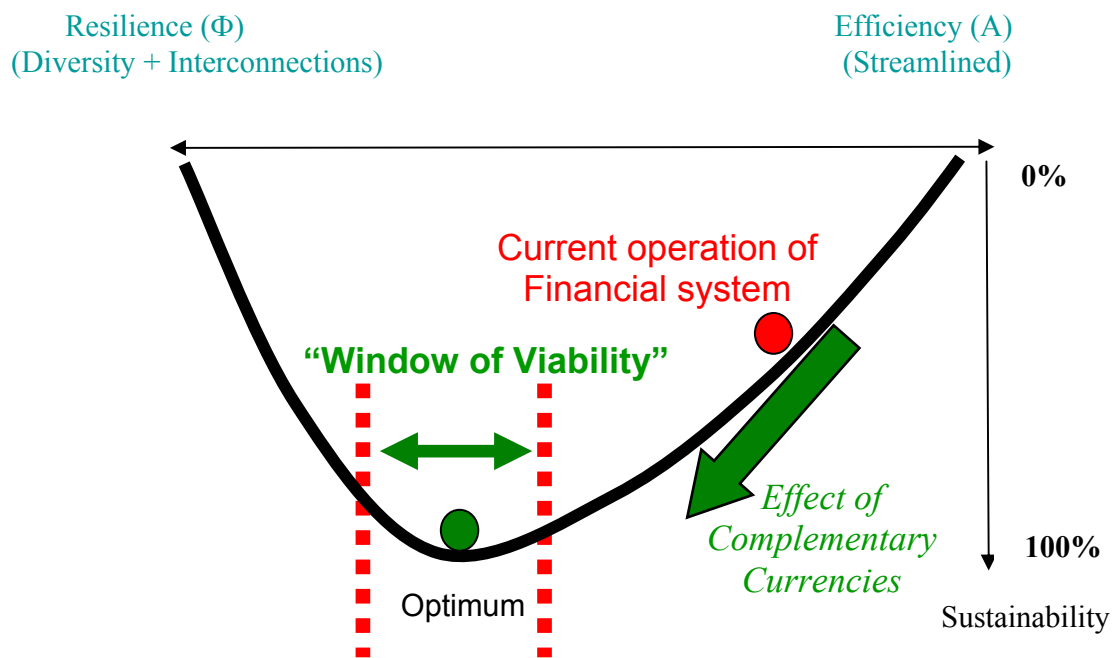 Resilience (Φ)
(Diversity + Interconnections)
Efficiency (A)
(Streamlined)
0%
Current operation of
Financial system
“Window of Viability”
Effect of
Complementary
Currencies
100%
Optimum
Sustainability